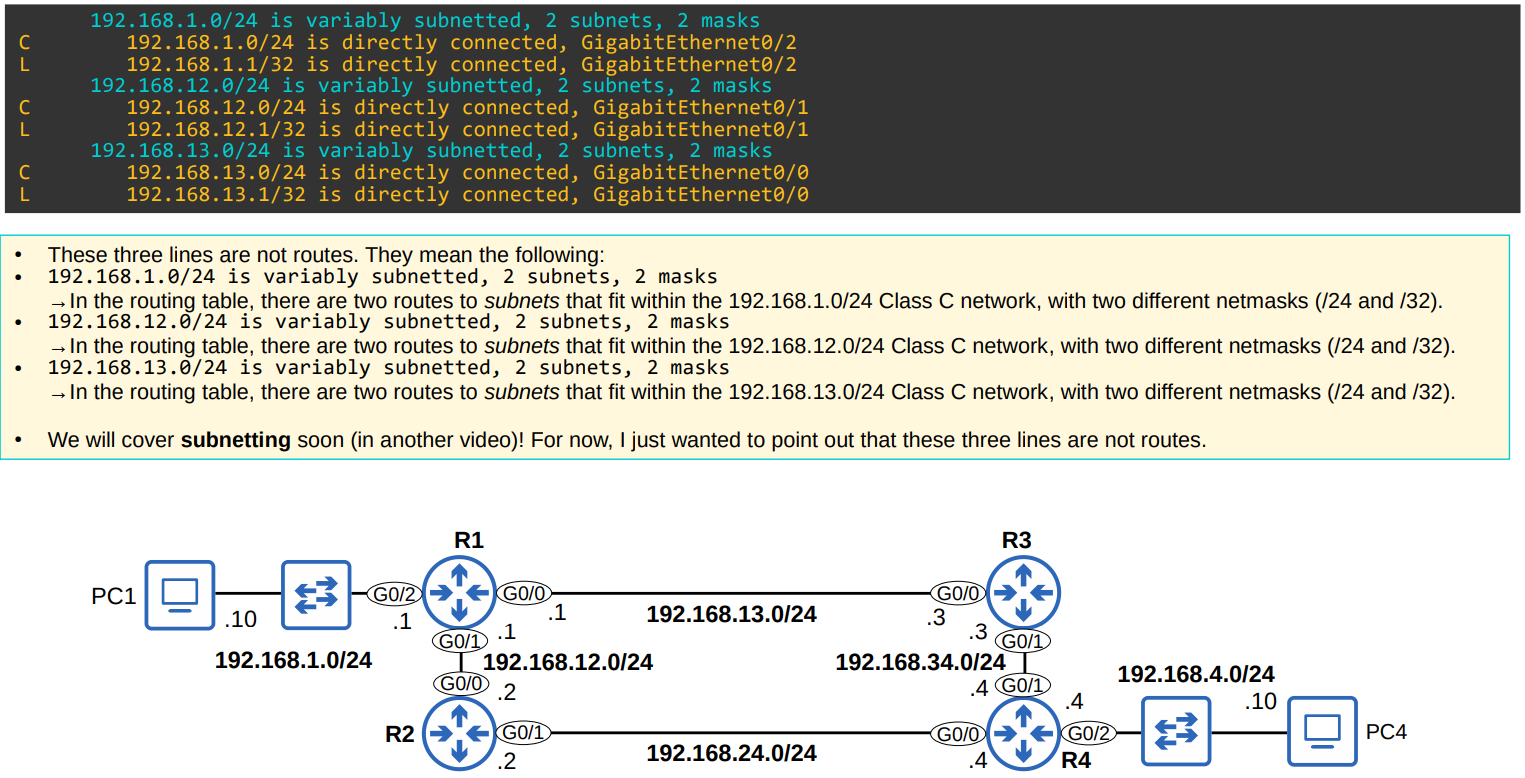 192.168.1.0/24 is variably subnetted, 2 subnets, 2 masks
C 192.168.1.0/24 is directly connected, GigabitEthernet0/2
L 192.168.1.1/32 is directly connected, GigabitEthernet0/2
192.168.12.0/24 is variably subnetted, 2 subnets, 2 masks
C 192.168.12.0/24 is directly connected, GigabitEthernet0/1
L 192.168.12.1/32 is directly connected, GigabitEthernet0/1
192.168.13.0/24 is variably subnetted, 2 subnets, 2 masks
C 192.168.13.0/24 is directly connected, GigabitEthernet0/0
L 192.168.13.1/32 is directly connected, GigabitEthernet0/0
• These three lines are not routes. They mean the following:
• 192.168.1.0/24 is variably subnetted, 2 subnets, 2 masks
→In the routing table, there are two routes to subnets that fit within the 192.168.1.0/24 Class C network, with two different netmasks (/24 and /32).
• 192.168.12.0/24 is variably subnetted, 2 subnets, 2 masks
→In the routing table, there are two routes to subnets that fit within the 192.168.12.0/24 Class C network, with two different netmasks (/24 and /32).
• 192.168.13.0/24 is variably subnetted, 2 subnets, 2 masks
→In the routing table, there are two routes to subnets that fit within the 192.168.13.0/24 Class C network, with two different netmasks (/24 and /32).
• We will cover subnetting soon (in another video)! For now, I just wanted to point out that these three lines are not routes.
R1
R3
PC1
G0/2
G0/0
G0/0
.10
.1
.1
192.168.13.0/24
.3
G0/1
.1
.3
G0/1
192.168.1.0/24
192.168.12.0/24
192.168.34.0/24
192.168.4.0/24
G0/0
.2
.4
G0/1
.4
.10
R2
G0/1
G0/0
G0/2
PC4
.2
192.168.24.0/24
.4
R4